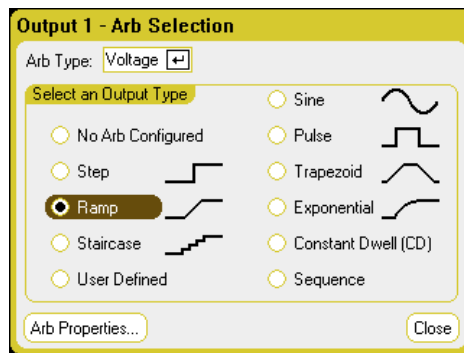 Output 1 - Arb Selection
Arb Type: Voltage
Select an Output Type
No Arb Configured
Step
Ramp
Staircase
User Defined
Sine
Pulse
Trapezoid
Exponential
Constant Dwell (CD)
Sequence
Arb Properties...
Close